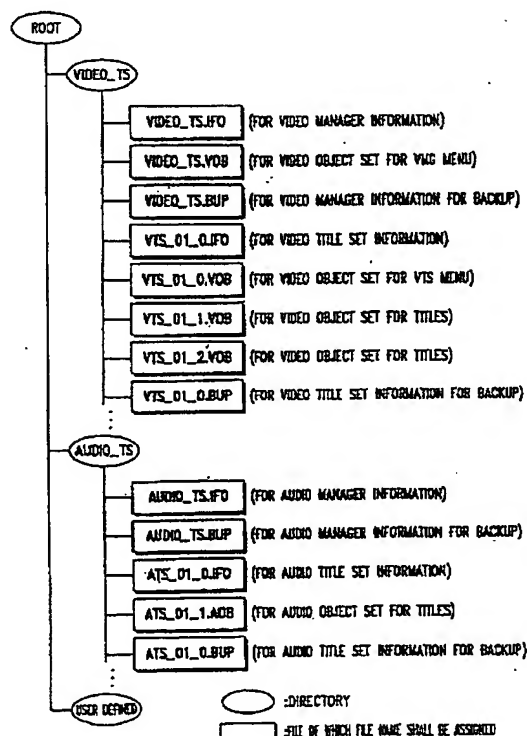 ROOT
VIDEO_TS
VIDEO_TS.IFO (FOR VIDEO MANAGER INFORMATION)
VIDEO_TS.VOB (FOR VIDEO OBJECT SET FOR VMG MENU)
VIDEO_TS.BUP (FOR VIDEO MANAGER INFORMATION FOR BACKUP)
VTS_01_0.IFO (FOR VIDEO TITLE SET INFORMATION)
VTS_01_0.VOB (FOR VIDEO OBJECT SET FOR VTS MENU)
VTS_01_1.VOB (FOR VIDEO OBJECT SET FOR TITLES)
VTS_01_2.VOB (FOR VIDEO OBJECT SET FOR TITLES)
VTS_01_0.BUP (FOR VIDEO TITLE SET INFORMATION FOR BACKUP)
AUDIO_TS
AUDIO_TS.IFO (FOR AUDIO MANAGER INFORMATION)
AUDIO_TS.BUP (FOR AUDIO MANAGER INFORMATION FOR BACKUP)
ATS_01_0.IFO (FOR AUDIO TITLE SET INFORMATION)
ATS_01_1.AOB (FOR AUDIO OBJECT SET FOR TITLES)
ATS_01_0.BUP (FOR AUDIO TITLE SET INFORMATION FOR BACKUP)
USER DEFINED
:DIRECTORY
:FILE OF WHICH FILE NAME SHALL BE ASSIGNED